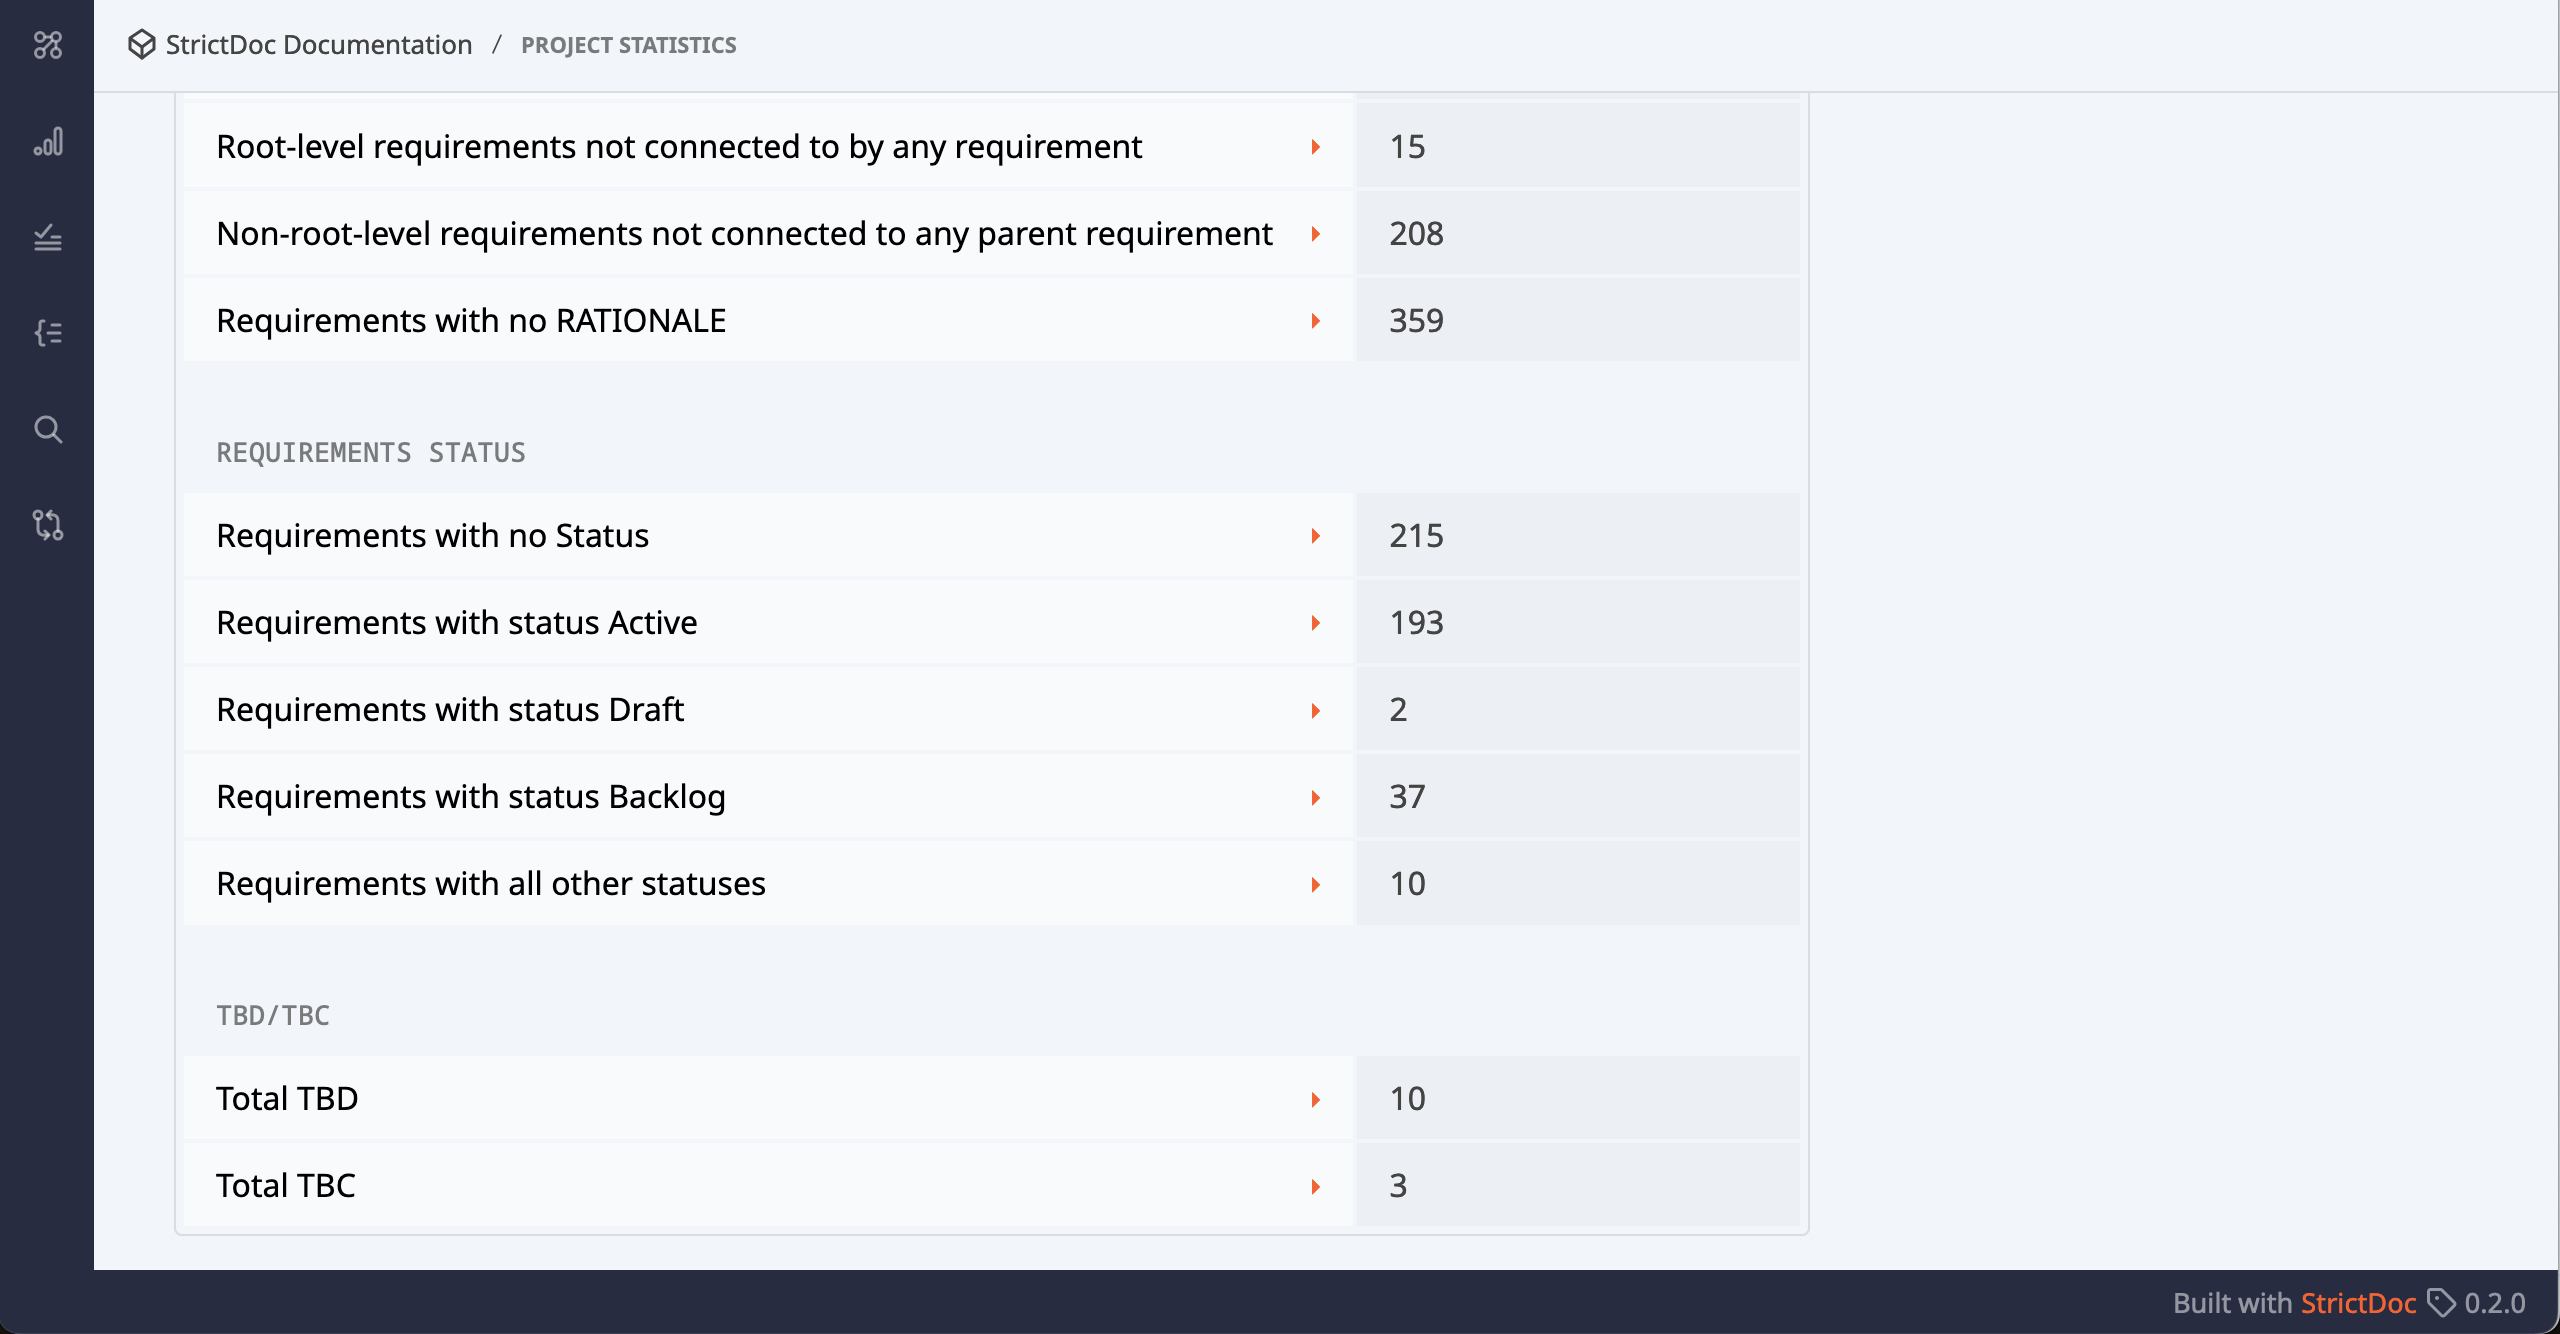 StrictDoc Documentation / PROJECT STATISTICS
Root-level requirements not connected to by any requirement 15
Non-root-level requirements not connected to any parent requirement 208
Requirements with no RATIONALE 359
REQUIREMENTS STATUS
Requirements with no Status 215
Requirements with status Active 193
Requirements with status Draft 2
Requirements with status Backlog 37
Requirements with all other statuses 10
TBD/TBC
Total TBD 10
Total TBC 3
Built with StrictDoc 0.2.0